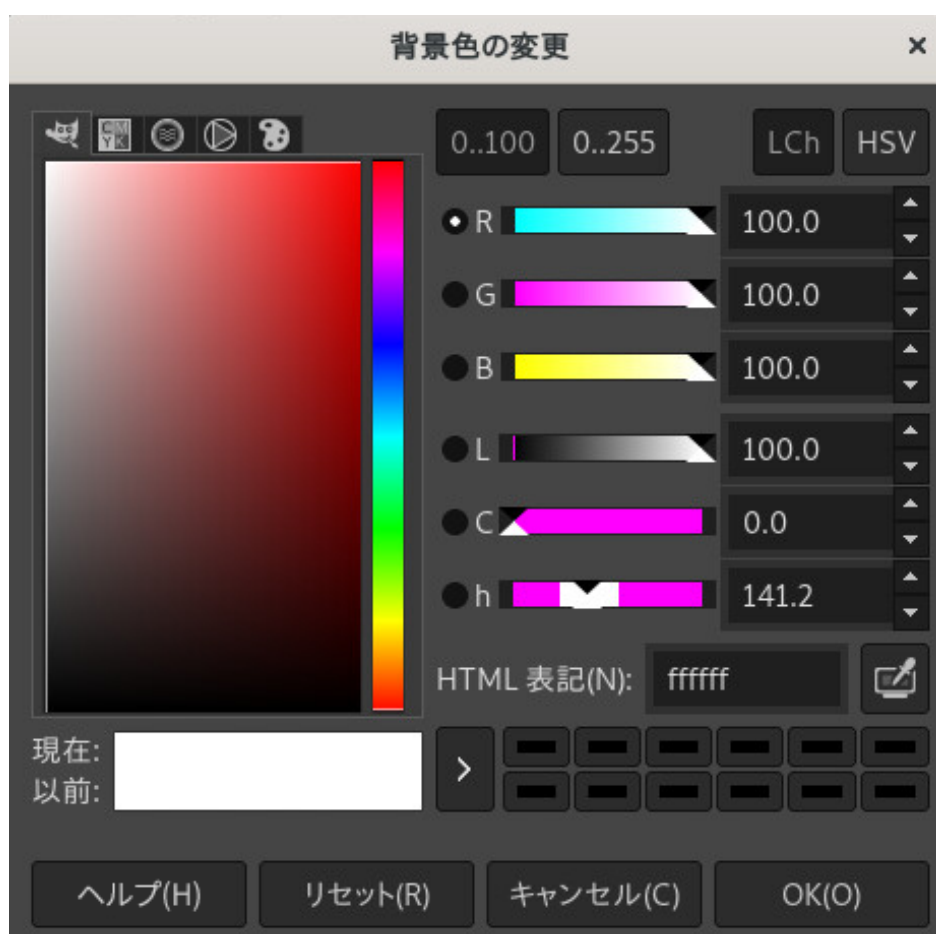 背景色の変更
CMYK
0..100 0..255 LCh HSV
R 100.0
G 100.0
B 100.0
L 100.0
C 0.0
h 141.2
HTML 表記(N): ffffff
現在:
以前:
ヘルプ(H) リセット(R) キャンセル(C) OK(O)